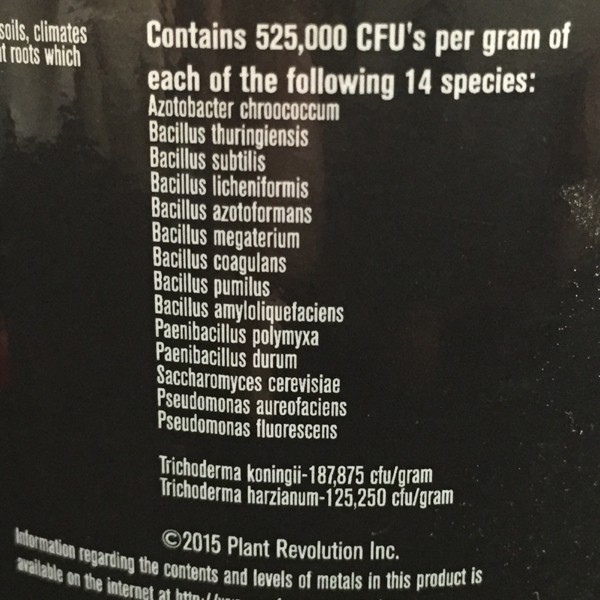 soils, climates
roots which
Contains 525,000 CFU's per gram of
each of the following 14 species:
Azotobacter chroococcum
Bacillus thuringiensis
Bacillus subtilis
Bacillus licheniformis
Bacillus azotoformans
Bacillus megaterium
Bacillus coagulans
Bacillus pumilus
Bacillus amyloliquefaciens
Paenibacillus polymyxa
Paenibacillus durum
Saccharomyces cerevisiae
Pseudomonas aureofaciens
Pseudomonas fluorescens
Trichoderma koningii-187,875 cfu/gram
Trichoderma harzianum-125,250 cfu/gram
©2015 Plant Revolution Inc.
Information regarding the contents and levels of metals in this product is
available on the internet at